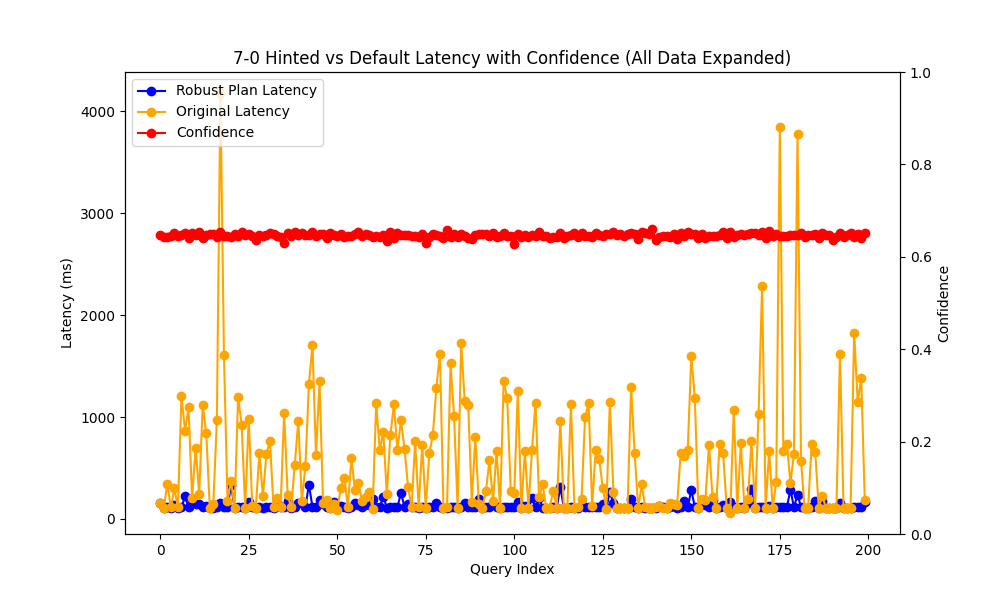 7-0 Hinted vs Default Latency with Confidence (All Data Expanded)
Robust Plan Latency
Original Latency
Confidence
Latency (ms)
4000
3000
2000
1000
0
1.0
0.8
0.6
0.4
0.2
0.0
Confidence
0 25 50 75 100 125 150 175 200
Query Index